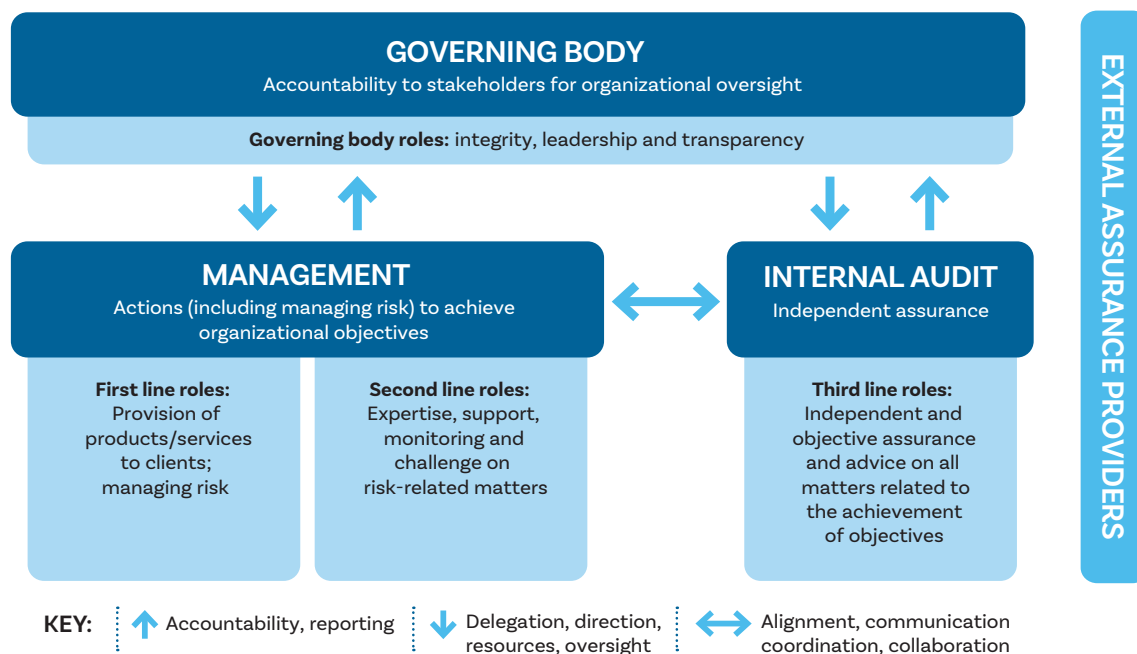 GOVERNING BODY
Accountability to stakeholders for organizational oversight
Governing body roles: integrity, leadership and transparency
MANAGEMENT
Actions (including managing risk) to achieve
organizational objectives
INTERNAL AUDIT
Independent assurance
First line roles:
Provision of
products/services
to clients;
managing risk
Second line roles:
Expertise, support,
monitoring and
challenge on
risk-related matters
Third line roles:
Independent and
objective assurance
and advice on all
matters related to
the achievement
of objectives
EXTERNAL ASSURANCE PROVIDERS
KEY:
Accountability, reporting
Delegation, direction,
resources, oversight
Alignment, communication
coordination, collaboration